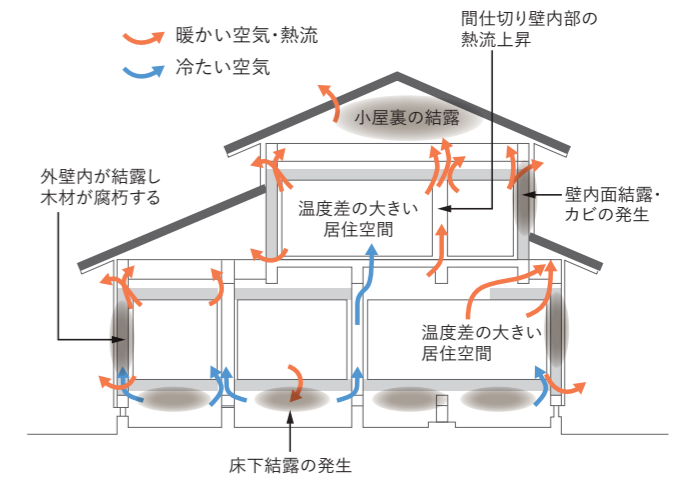 暖かい空気・熱流
冷たい空気
間仕切り壁内部の
熱流上昇
小屋裏の結露
外壁内が結露し
木材が腐朽する
温度差の大きい
居住空間
壁内面結露・
カビの発生
温度差の大きい
居住空間
床下結露の発生